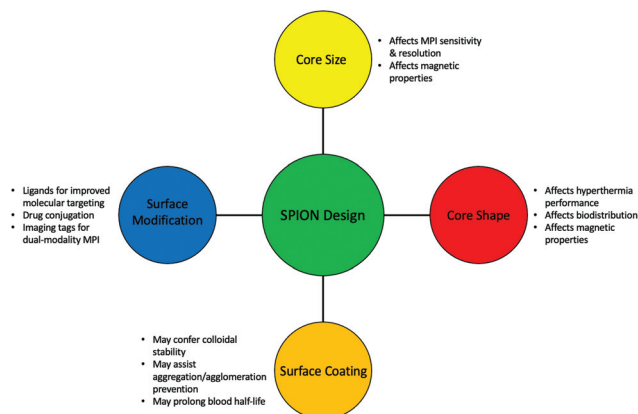 Core Size
• Affects MPI sensitivity
& resolution
• Affects magnetic
properties
• Ligands for improved
molecular targeting
• Drug conjugation
• Imaging tags for
dual-modality MPI
Surface
Modification
SPION Design
Core Shape
• Affects hyperthermia
performance
• Affects biodistribution
• Affects magnetic
properties
• May confer colloidal
stability
• May assist
aggregation/agglomeration
prevention
• May prolong blood half-life
Surface Coating